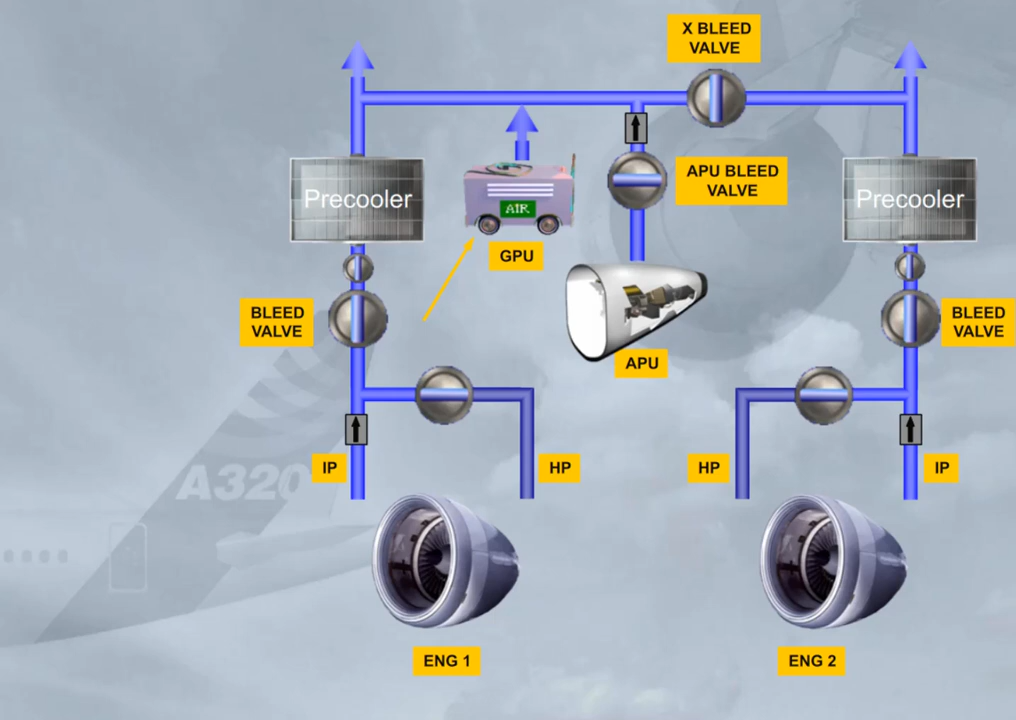 X BLEED
VALVE
APU BLEED
VALVE
Precooler
Precooler
AIR
GPU
BLEED
VALVE
BLEED
VALVE
APU
IP
HP
HP
IP
A320
ENG 1
ENG 2